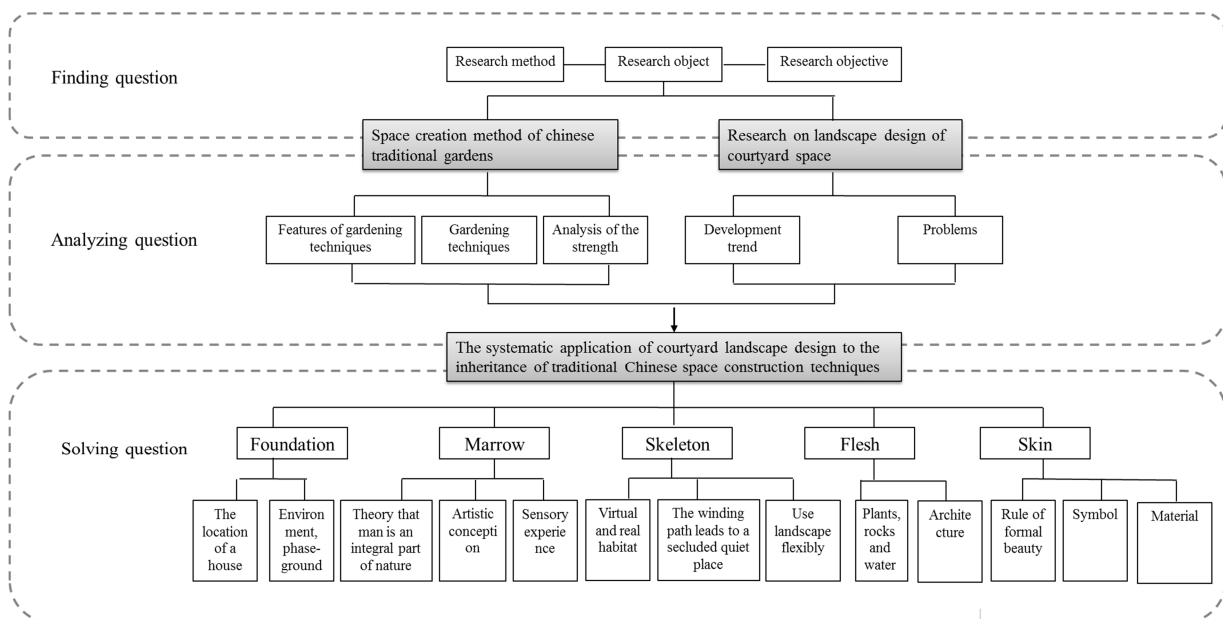 Finding question
Research method
Research object
Research objective
Space creation method of chinese
traditional gardens
Research on landscape design of
courtyard space
Analyzing question
Features of gardening
techniques
Gardening
techniques
Analysis of the
strength
Development
trend
Problems
The systematic application of courtyard landscape design to the
inheritance of traditional Chinese space construction techniques
Solving question
Foundation
Marrow
Skeleton
Flesh
Skin
The
location
of a
house
Environ
ment,
phase-
ground
Theory that
man is an
integral part
of nature
Artistic
concepti
on
Sensory
experie
nce
Virtual
and real
habitat
The winding
path leads to a
secluded quiet
place
Use
landscape
flexibly
Plants,
rocks
and
water
Archite
cture
Rule of
formal
beauty
Symbol
Material